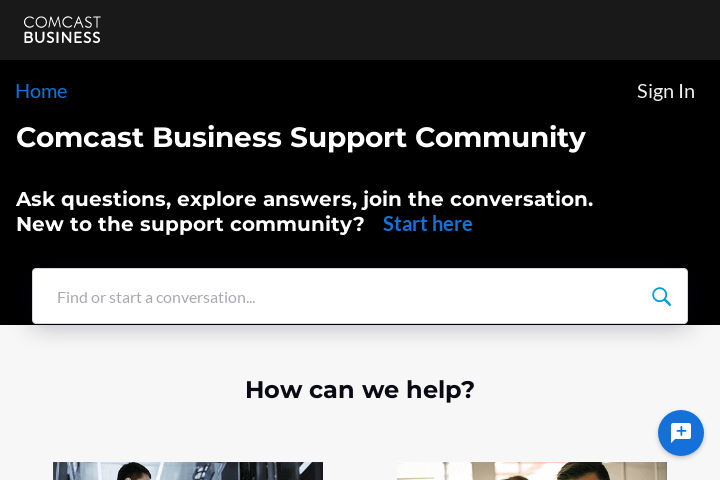 COMCAST
BUSINESS
Home
Sign In
Comcast Business Support Community
Ask questions, explore answers, join the conversation.
New to the support community? Start here
Find or start a conversation...
How can we help?